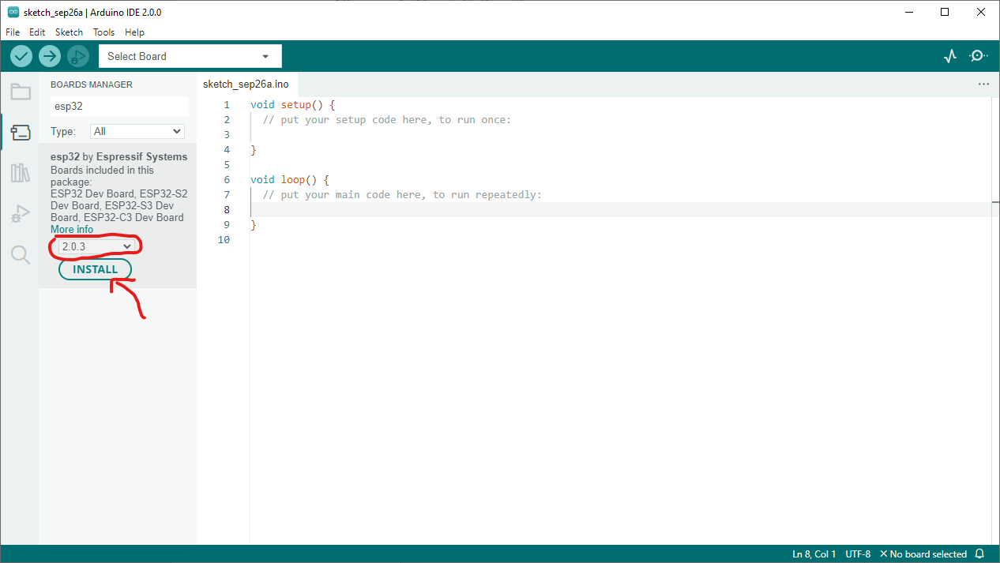 sketch_sep26a | Arduino IDE 2.0.0
File Edit Sketch Tools Help
Select Board
BOARDS MANAGER
esp32
Type: All
esp32 by Espressif Systems
Boards included in this
package:
ESP32 Dev Board, ESP32-S2
Dev Board, ESP32-S3 Dev
Board, ESP32-C3 Dev Board
More info
2.0.3
INSTALL
sketch_sep26a.ino
1 void setup() {
2 // put your setup code here, to run once:
3
4 }
5
6 void loop() {
7 // put your main code here, to run repeatedly:
8
9 }
10
Ln 8, Col 1 UTF-8 No board selected